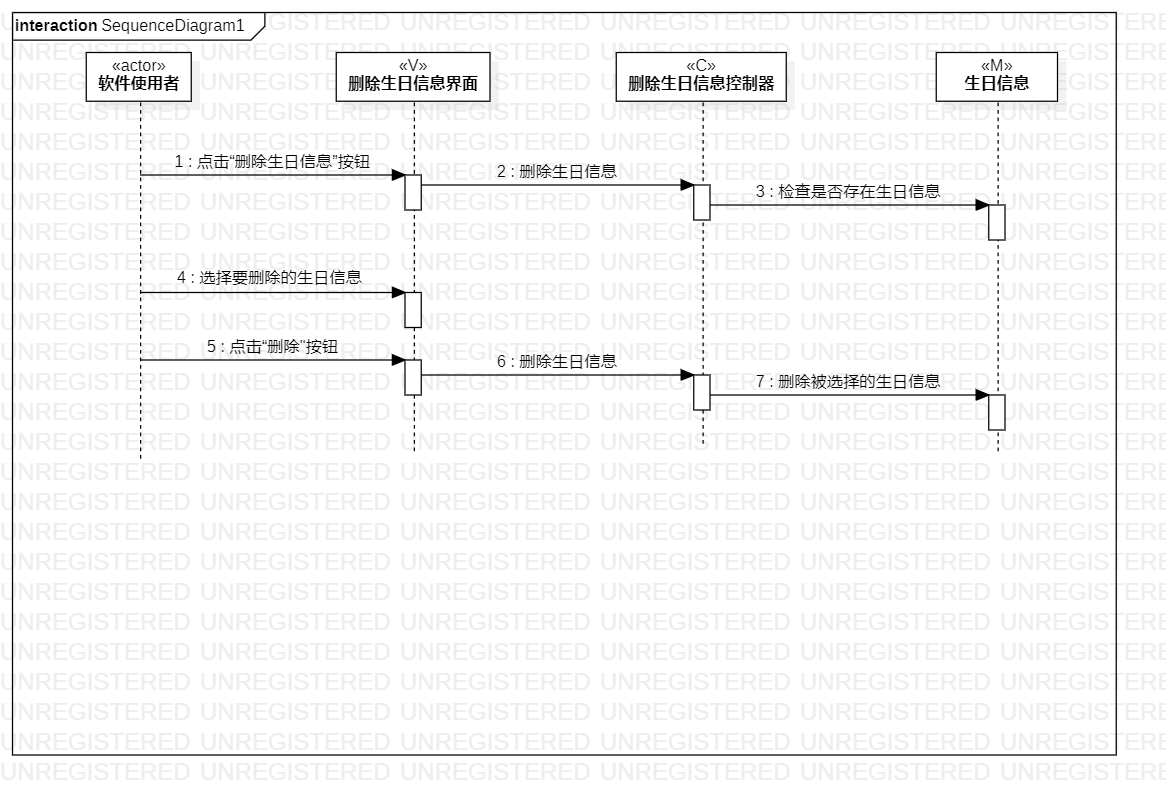 interaction SequenceDiagram1
«actor»
软件使用者
«V»
删除生日信息界面
«C»
删除生日信息控制器
«M»
生日信息
1 : 点击“删除生日信息”按钮
2 : 删除生日信息
3 : 检查是否存在生日信息
4 : 选择要删除的生日信息
5 : 点击“删除”按钮
6 : 删除生日信息
7 : 删除被选择的生日信息
UNREGISTERED